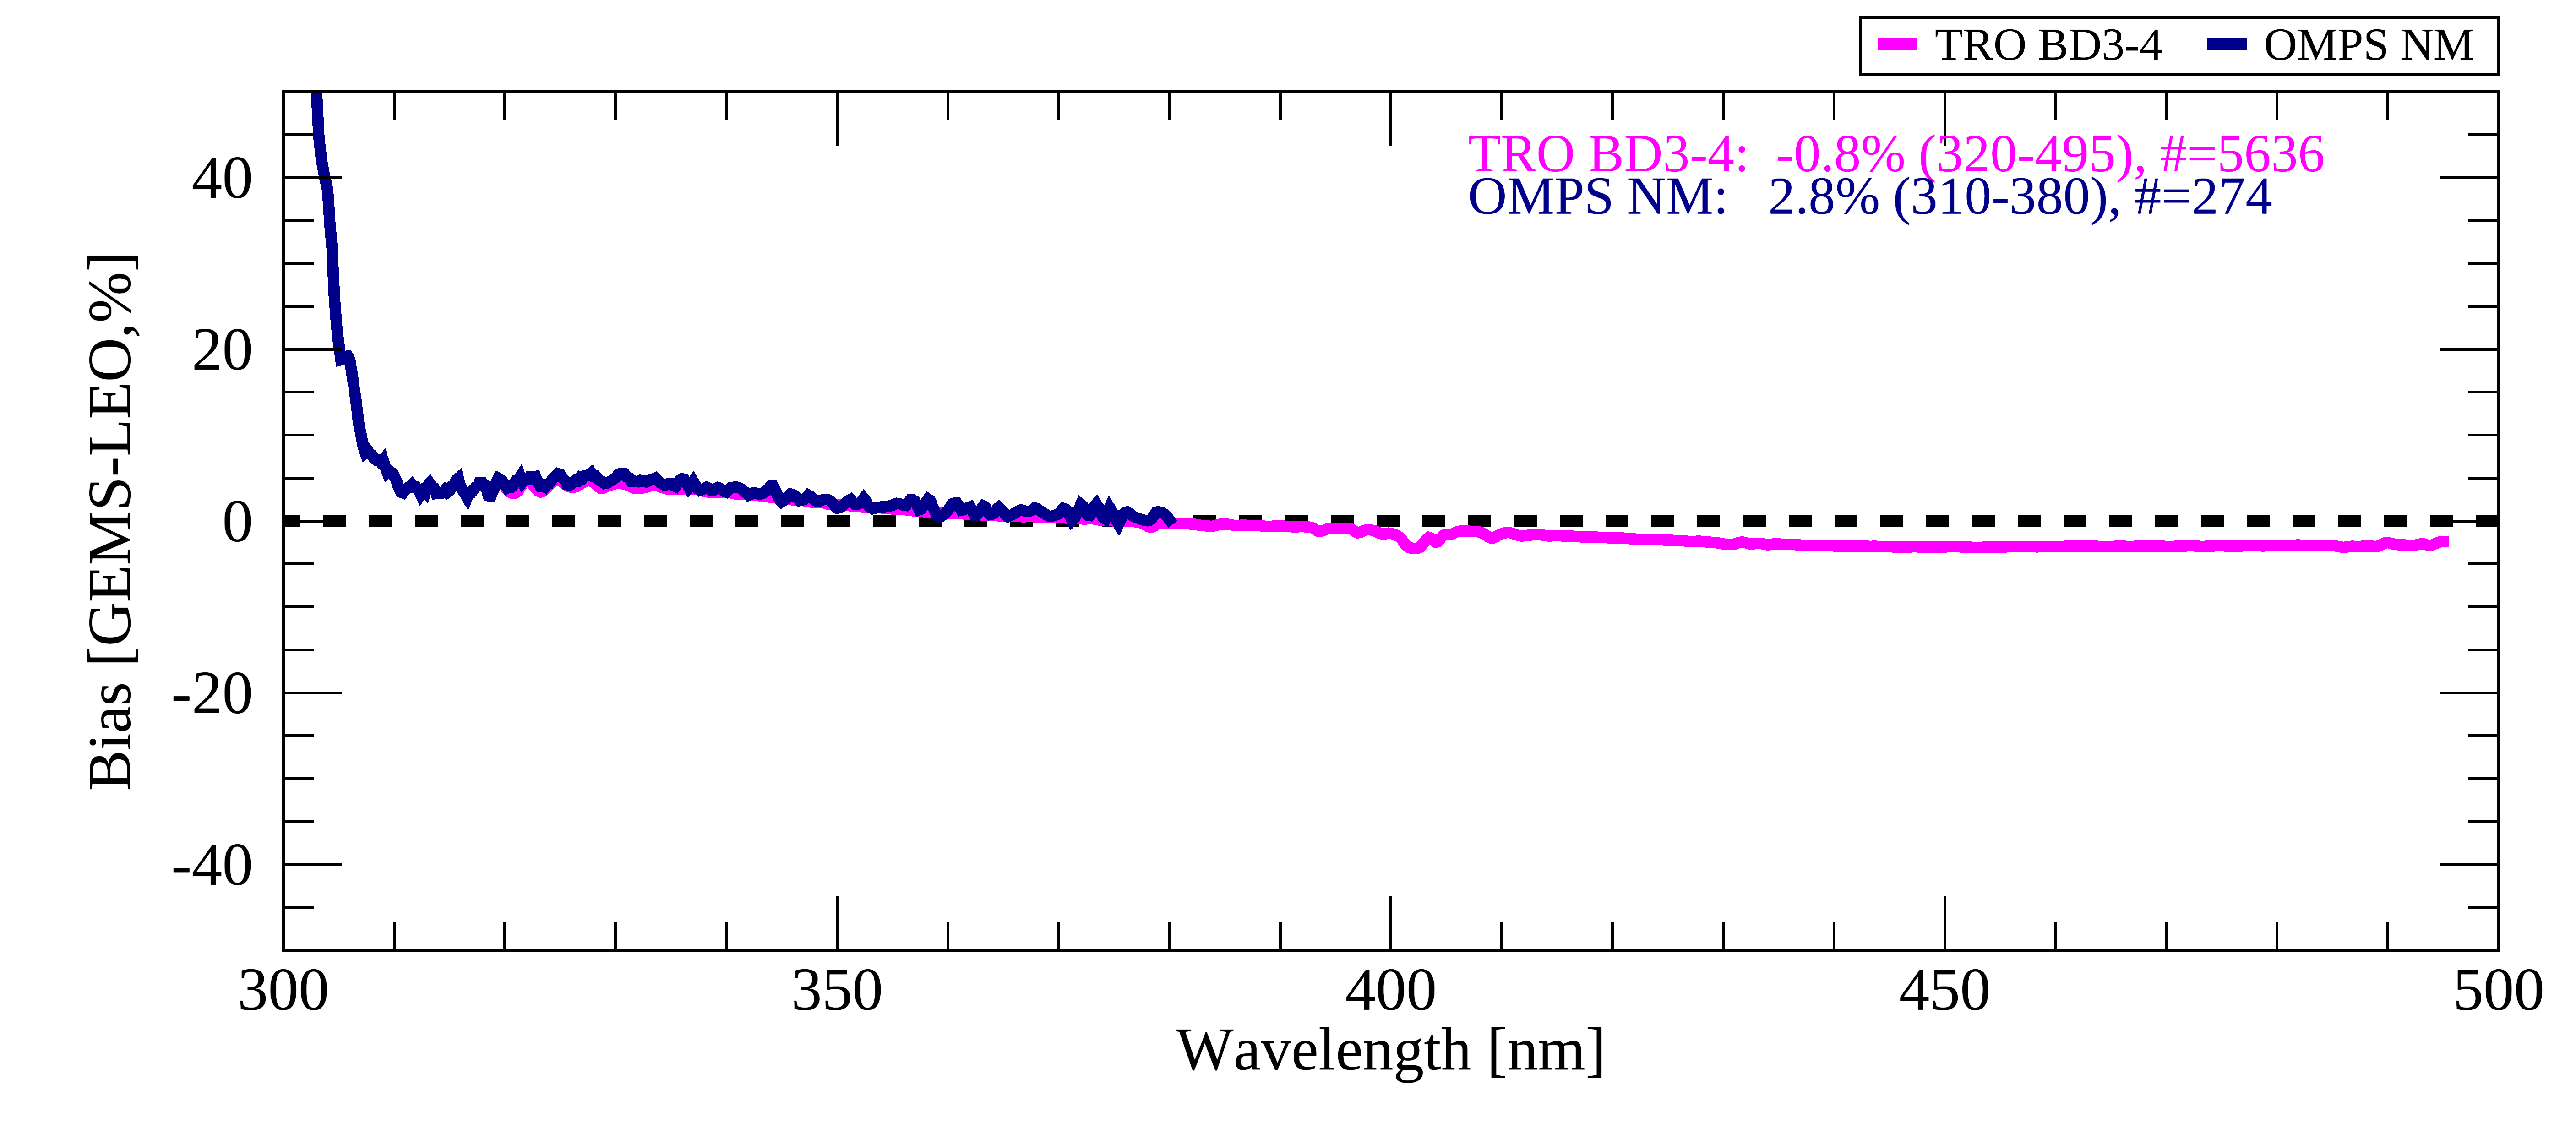 TRO BD3-4 OMPS NM
TRO BD3-4: -0.8% (320-495), #=5636
OMPS NM: 2.8% (310-380), #=274
Bias [GEMS-LEO,%]
40
20
0
-20
-40
300 350 400 450 500
Wavelength [nm]